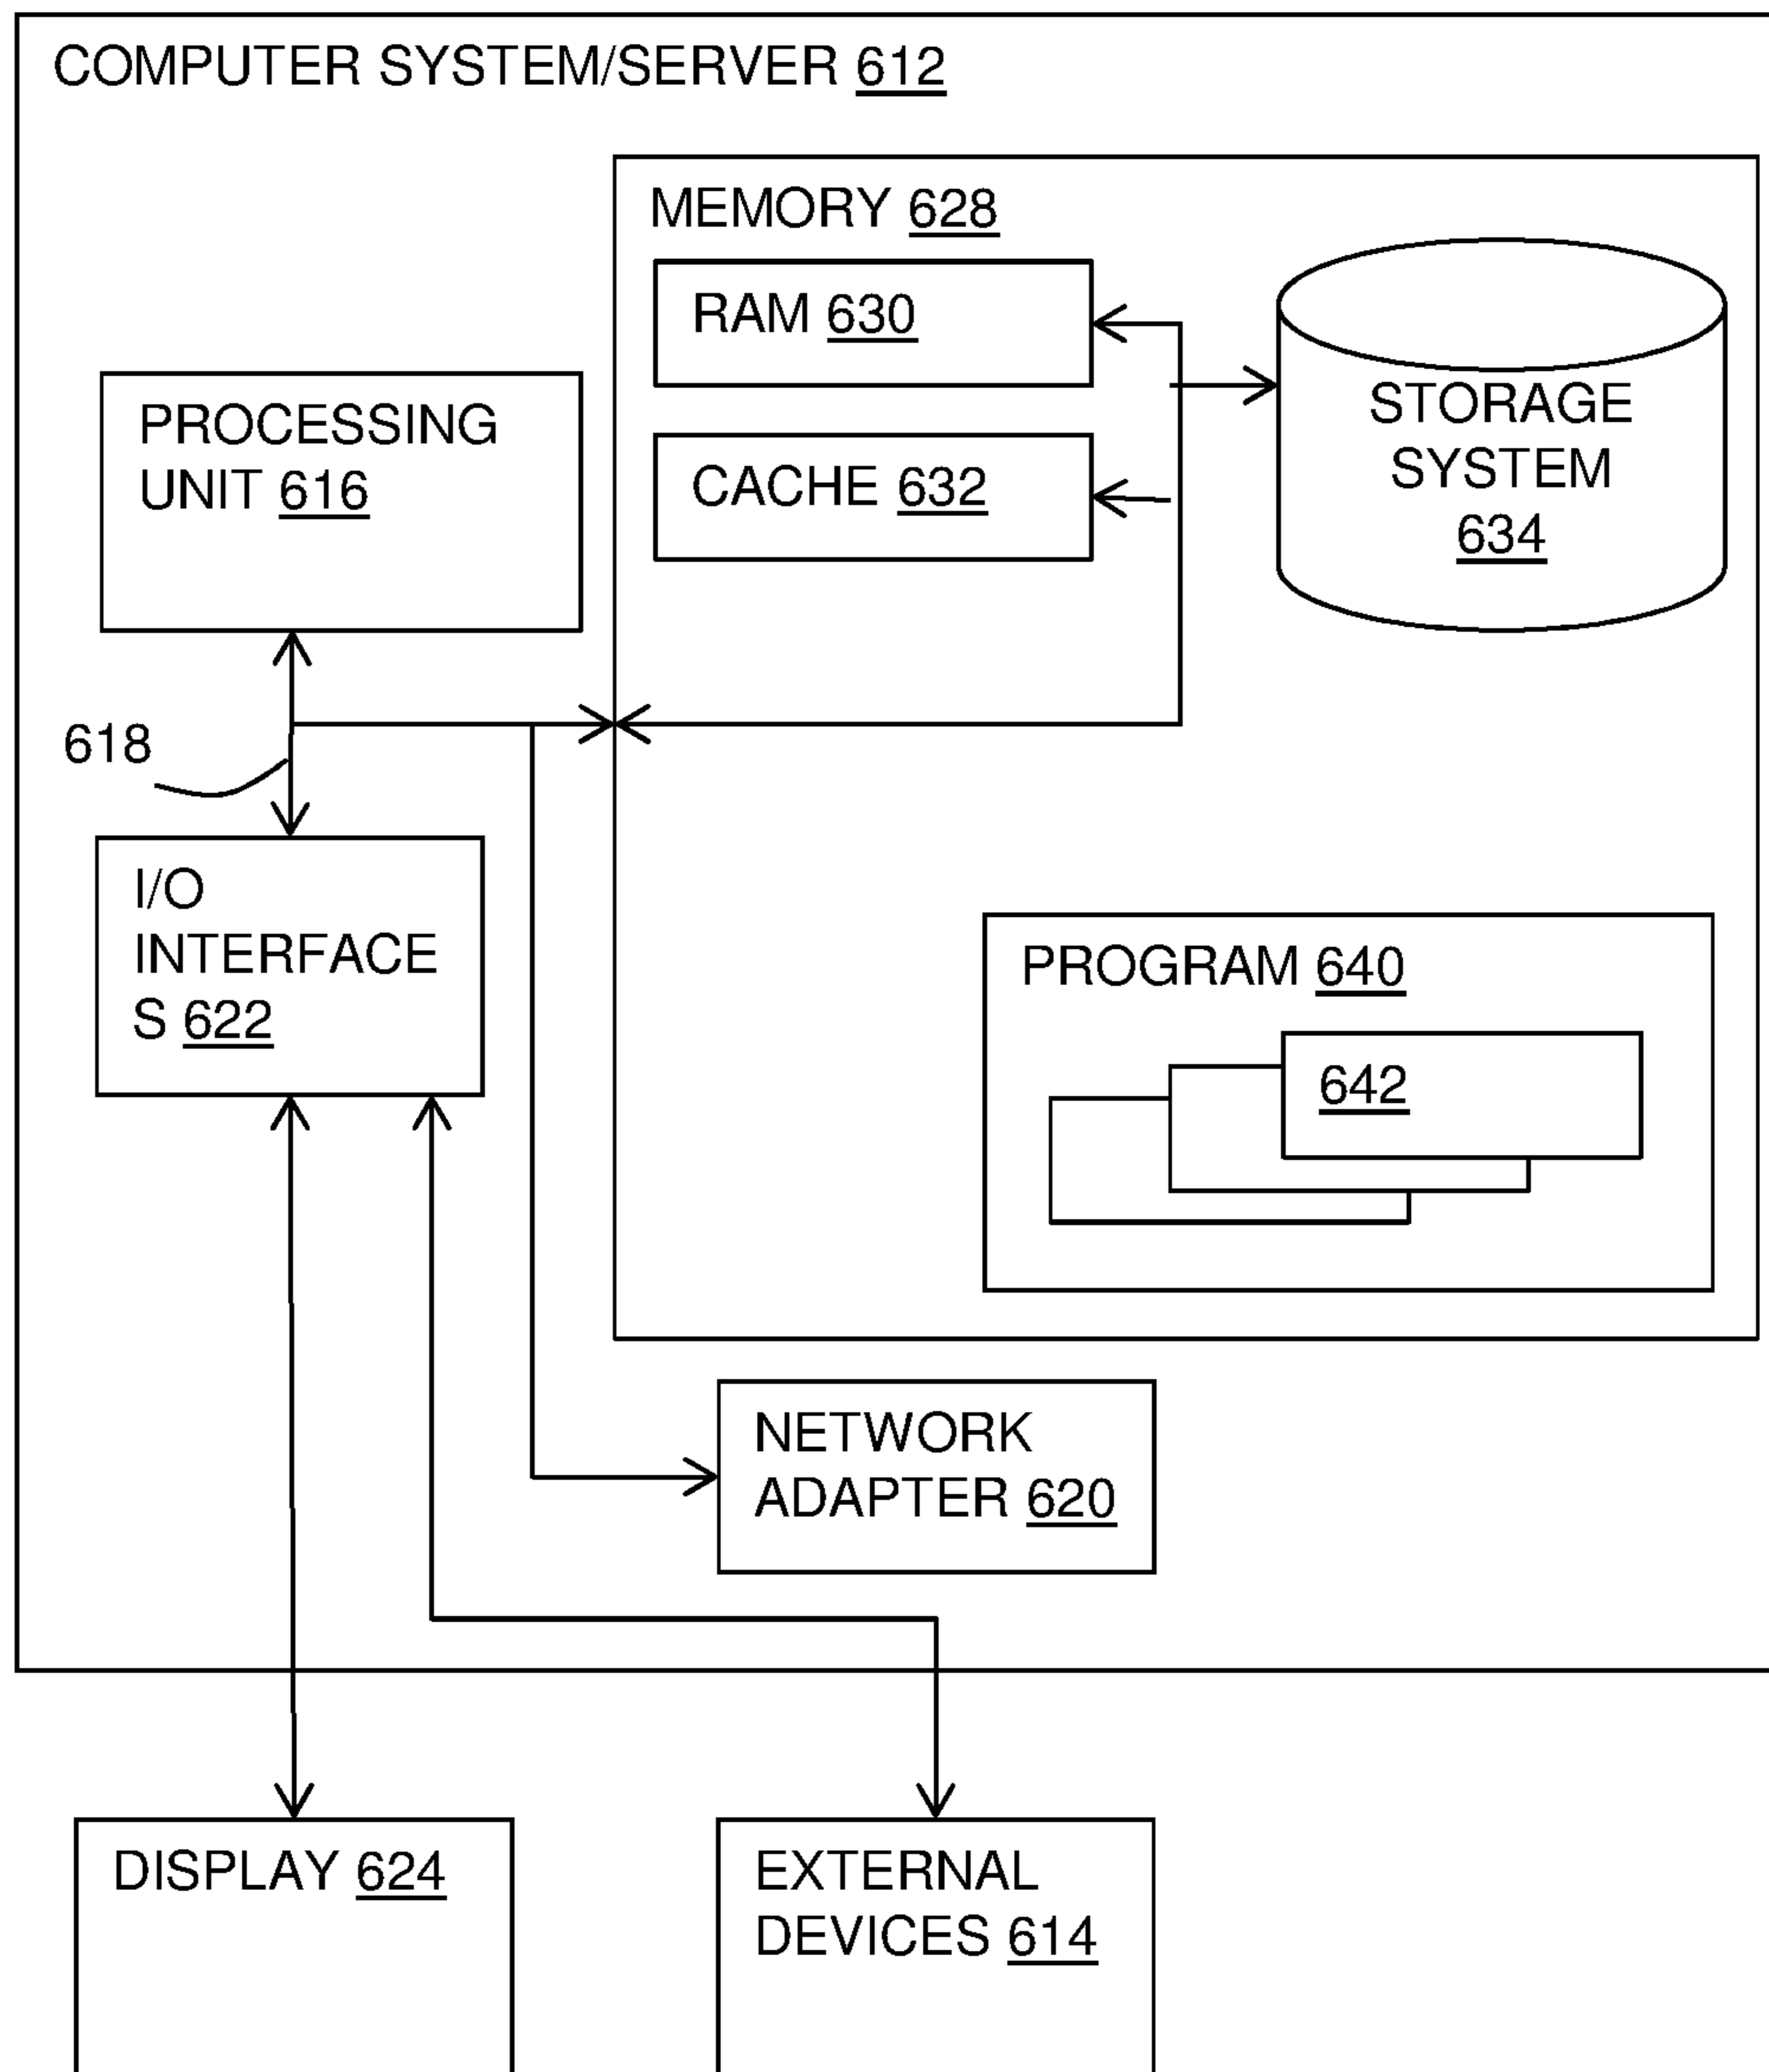 COMPUTER SYSTEM/SERVER 612
MEMORY 628
RAM 630
STORAGE
SYSTEM
634
PROCESSING
UNIT 616
CACHE 632
618
I/O
INTERFACE
S 622
PROGRAM 640
642
NETWORK
ADAPTER 620
DISPLAY 624
EXTERNAL
DEVICES 614